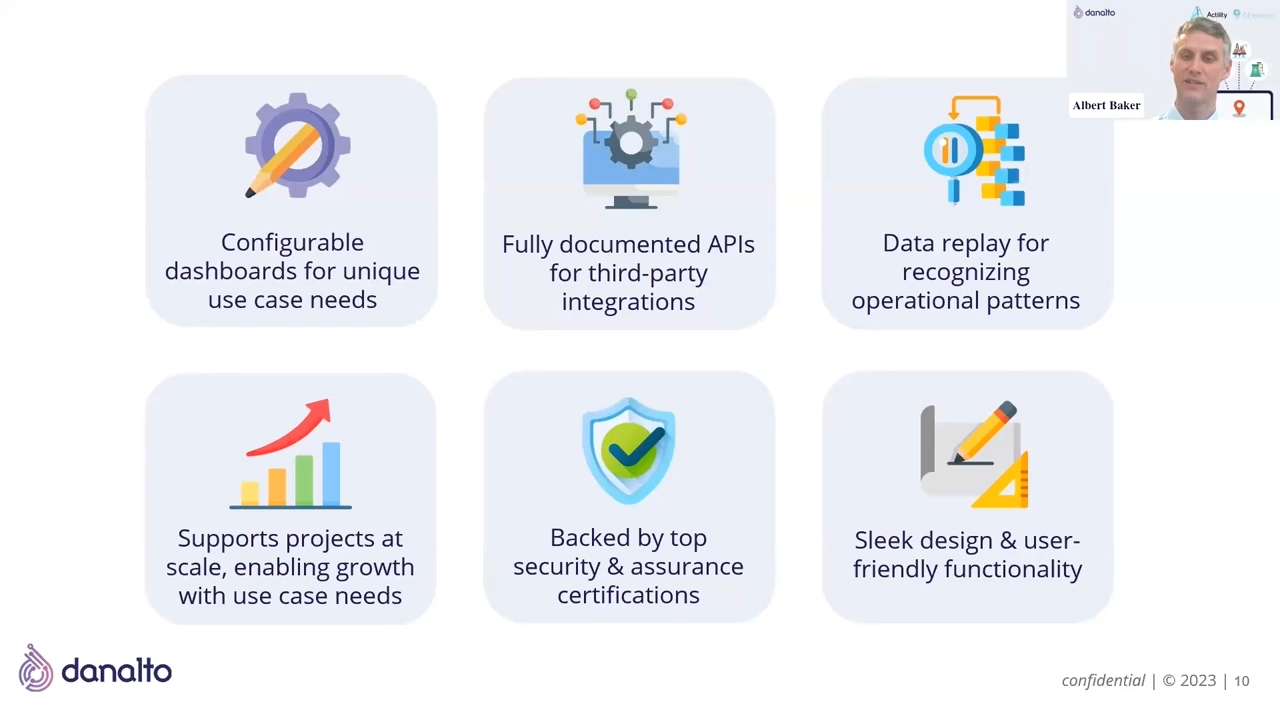 danalto
Actility
Albert Baker
Configurable
dashboards for unique
use case needs
Fully documented APIs
for third-party
integrations
Data replay for
recognizing
operational patterns
Supports projects at
scale, enabling growth
with use case needs
Backed by top
security & assurance
certifications
Sleek design & user-
friendly functionality
danalto
confidential | © 2023 | 10